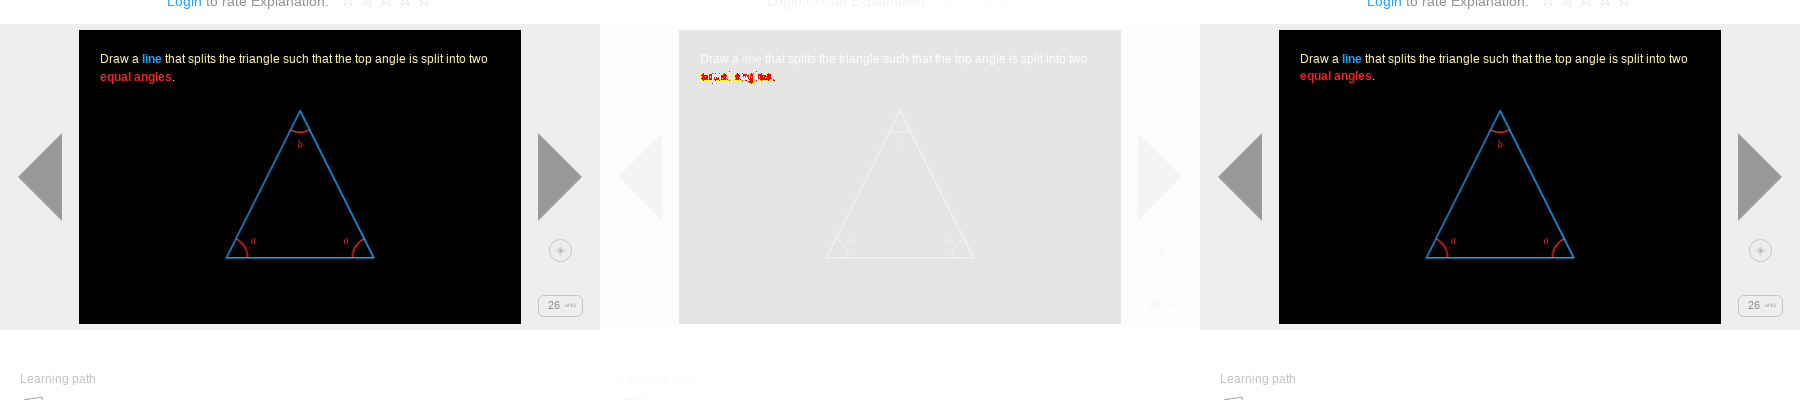 Login to rate Explanation: Login to rate Explanation: Login to rate Explanation:
Draw a line that splits the triangle such that the top angle is split into two
equal angles.
b
a a
26
Draw a line that splits the triangle such that the top angle is split into two
26
Draw a line that splits the triangle such that the top angle is split into two
equal angles.
b
a a
26
Learning path Learning path Learning path